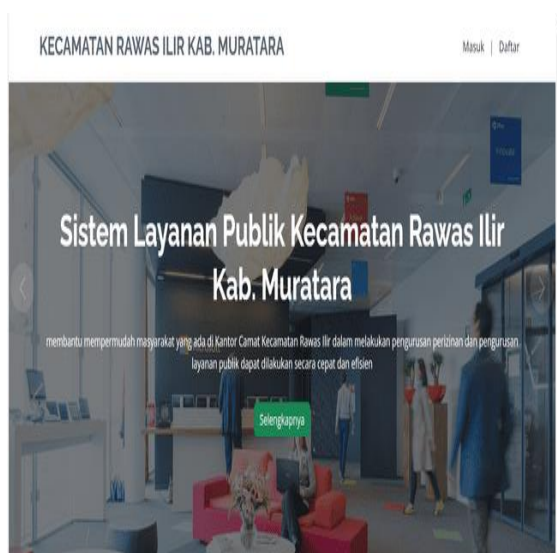 KECAMATAN RAWAS ILIR KAB. MURATARA
Masuk | Daftar
Sistem Layanan Publik Kecamatan Rawas Ilir
Kab. Muratara
membantu mempermudah masyarakat yang ada di Kantor Camat Kecamatan Rawas Ilir dalam melakukan pengurusan perizinan dan pengurusan
layanan publik dapat dilakukan secara cepat dan efisien
Selengkapnya